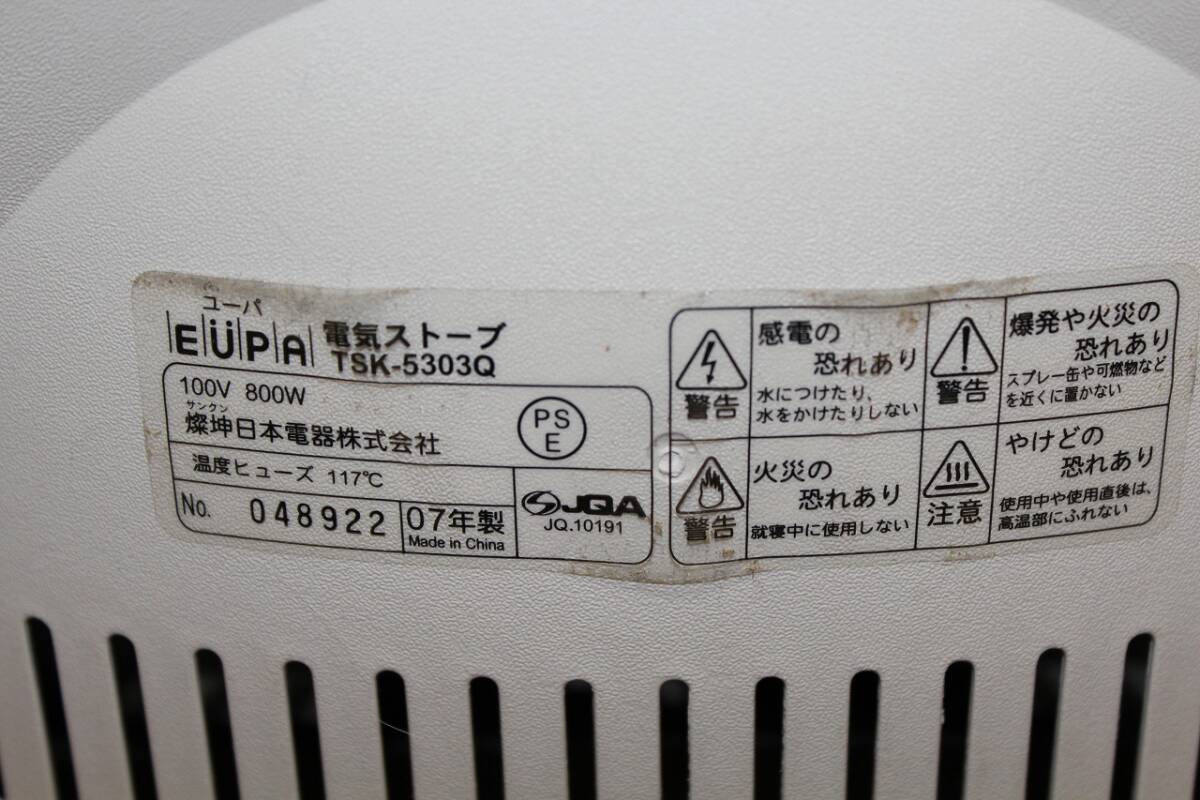 ユーパ
EÜPA
電気ストーブ
TSK-5303Q
100V 800W
サンクン
燦坤日本電器株式会社
PS
E
温度ヒューズ 117℃
No. 048922
07年製
Made in China
JQA
JQ.10191
警告
感電の
恐れあり
水につけたり、
水をかけたりしない
警告
爆発や火災の
恐れあり
スプレー缶や可燃物など
を近くに置かない
警告
火災の
恐れあり
就寝中に使用しない
注意
やけどの
恐れあり
使用中や使用直後は、
高温部にふれない